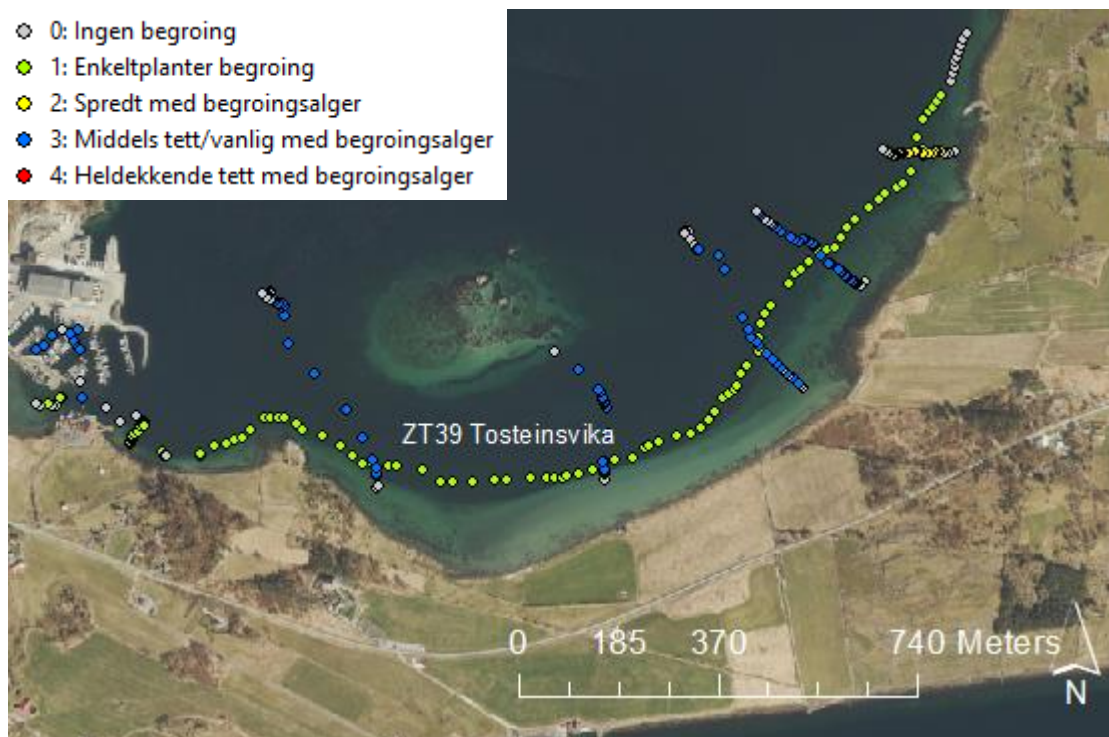 0: Ingen begroing
1: Enkeltplanter begroing
2: Spredt med begroingsalger
3: Middels tett/vanlig med begroingsalger
4: Heldekkende tett med begroingsalger
ZT39 Tosteinsvika
0 185 370 740 Meters
N